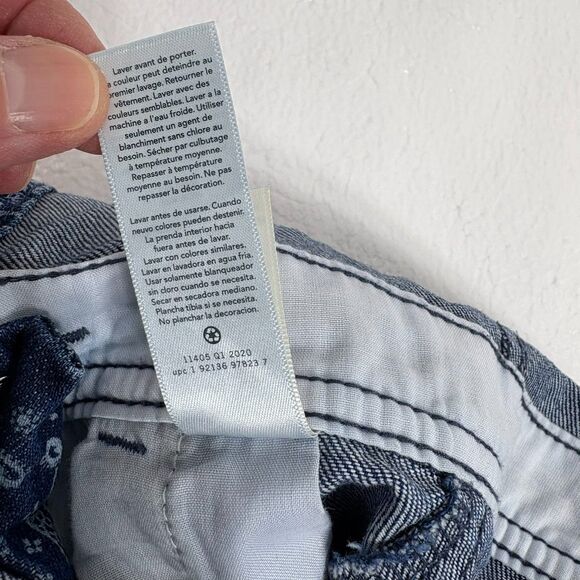 Laver avant de porter.
a couleur peut deteindre au
premier lavage. Retourner le
vêtement. Laver avec des
couleurs semblables. Laver a la
machine a l'eau froide. Utiliser
seulement un agent de
blanchiment sans chlore au
besoin. Sécher par culbutage
à température moyenne.
Repasser à température
moyenne au besoin. Ne pas
repasser la décoration.
Lavar antes de usarse. Cuando
neuvo colores pueden destenir.
La prenda interior hacia
fuera antes de lavar.
Lavar con colores similares.
Lavar en lavadora en agua fria.
Usar solamente blanqueador
sin cloro cuando se necesita.
Secar en secadora mediano.
Plancha tibia si se necesita.
No planchar la decoracion.
11405 Q1 2020
upc 1 92136 97823 7